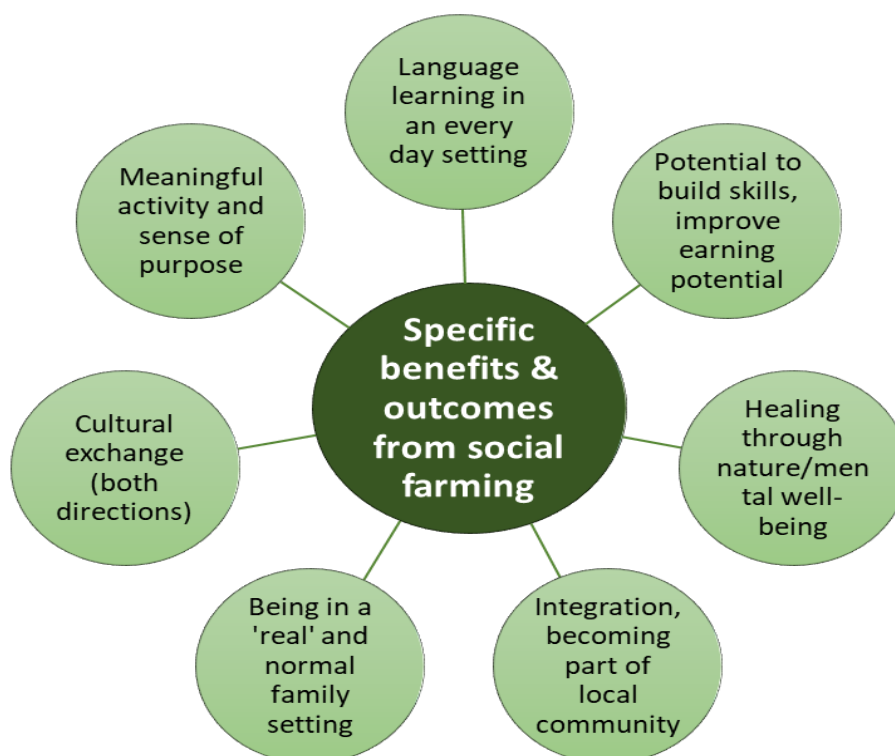 Language
learning in
an every
day setting
Potential to
build skills,
improve
earning
potential
Healing
through
nature/men
tal well-
being
Integration,
becoming
part of
local
community
Being in a
'real' and
normal
family
setting
Cultural
exchange
(both
directions)
Meaningful
activity and
sense of
purpose
Specific
benefits &
outcomes
from social
farming